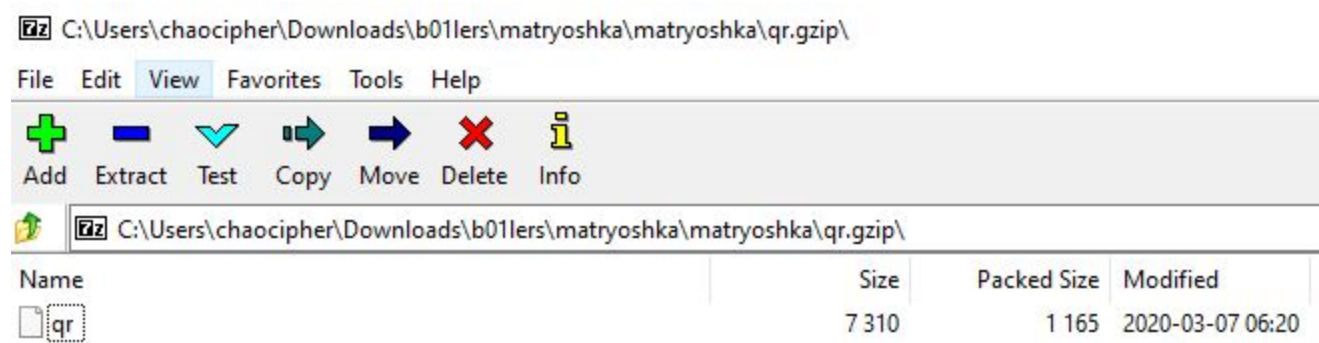 C:\Users\chaocipher\Downloads\b01lers\matryoshka\matryoshka\qr.gzip\
File Edit View Favorites Tools Help
Add Extract Test Copy Move Delete Info
C:\Users\chaocipher\Downloads\b01lers\matryoshka\matryoshka\qr.gzip\
Name Size Packed Size Modified
qr 7 310 1 165 2020-03-07 06:20